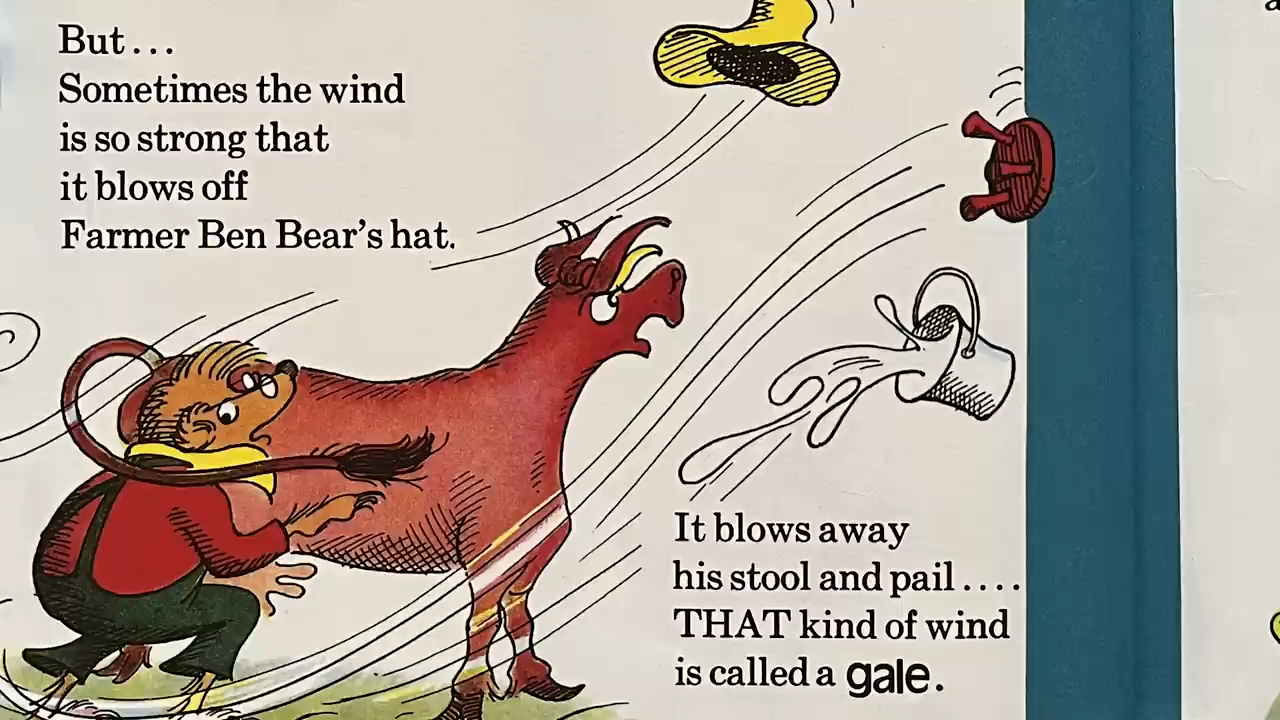 But...
Sometimes the wind
is so strong that
it blows off
Farmer Ben Bear's hat.
It blows away
his stool and pail....
THAT kind of wind
is called a gale.